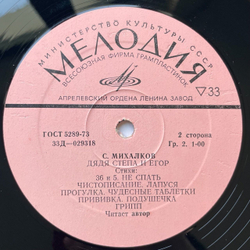 МИНИСТЕРСТВО КУЛЬТУРЫ СССР
МЕЛОДИЯ
ВСЕСОЮЗНАЯ ФИРМА ГРАМПЛАСТИНОК
АПРЕЛЕВСКИЙ ОРДЕНА ЛЕНИНА ЗАВОД
33
ГОСТ 5289-73
33Д—029318
2 сторона
Гр. 2. 1-00
С. МИХАЛКОВ
ДЯДЯ СТЕПА И ЕГОР
Стихи:
36 и 5. НЕ СПАТЬ
ЧИСТОПИСАНИЕ. ЛАПУСЯ
ПРОГУЛКА. ЧУДЕСНЫЕ ТАБЛЕТКИ
ПРИВИВКА. ПОДУШЕЧКА
ГРИПП
Читает автор